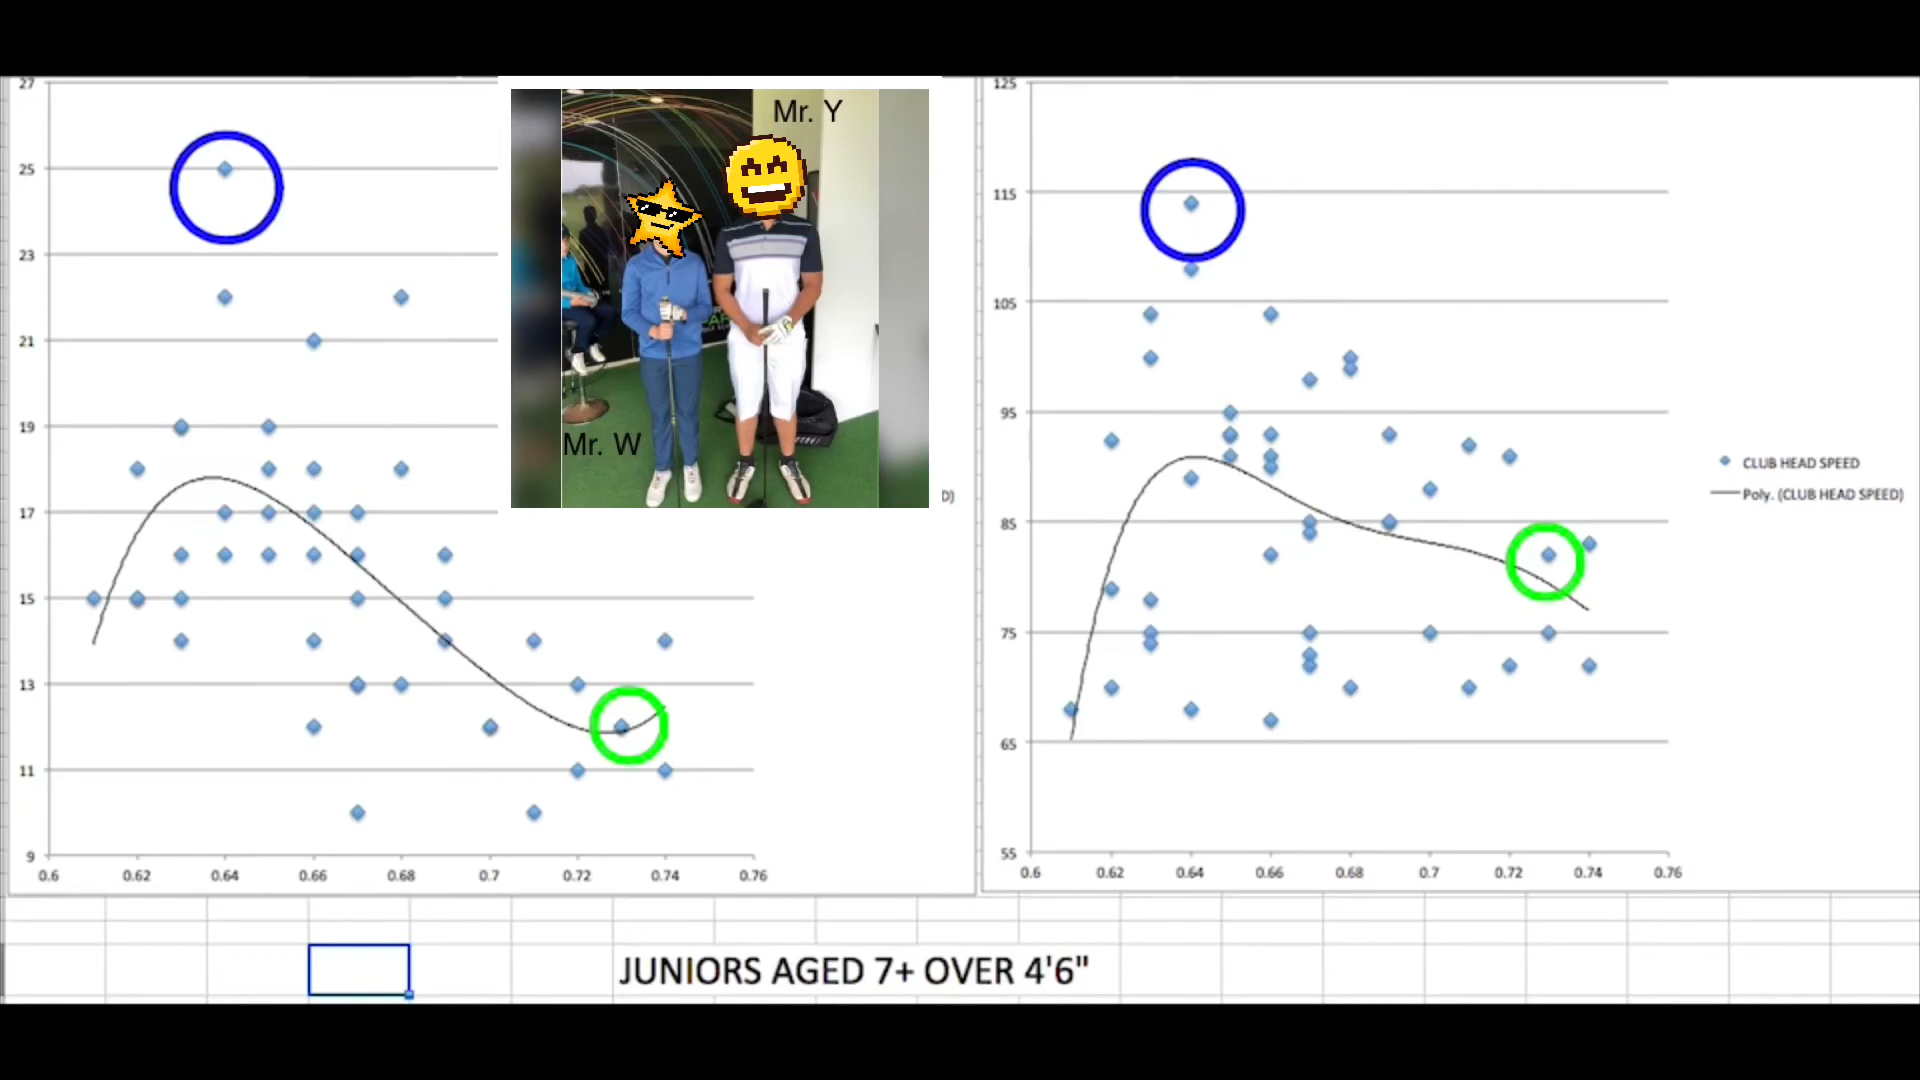 27
25
23
21
19
17
15
13
11
9
0.6 0.62 0.64 0.66 0.68 0.7 0.72 0.74 0.76
Mr. Y
Mr. W
D)
125
115
105
95
85
75
65
55
0.6 0.62 0.64 0.66 0.68 0.7 0.72 0.74 0.76
CLUB HEAD SPEED
Poly. (CLUB HEAD SPEED)
JUNIORS AGED 7+ OVER 4'6"